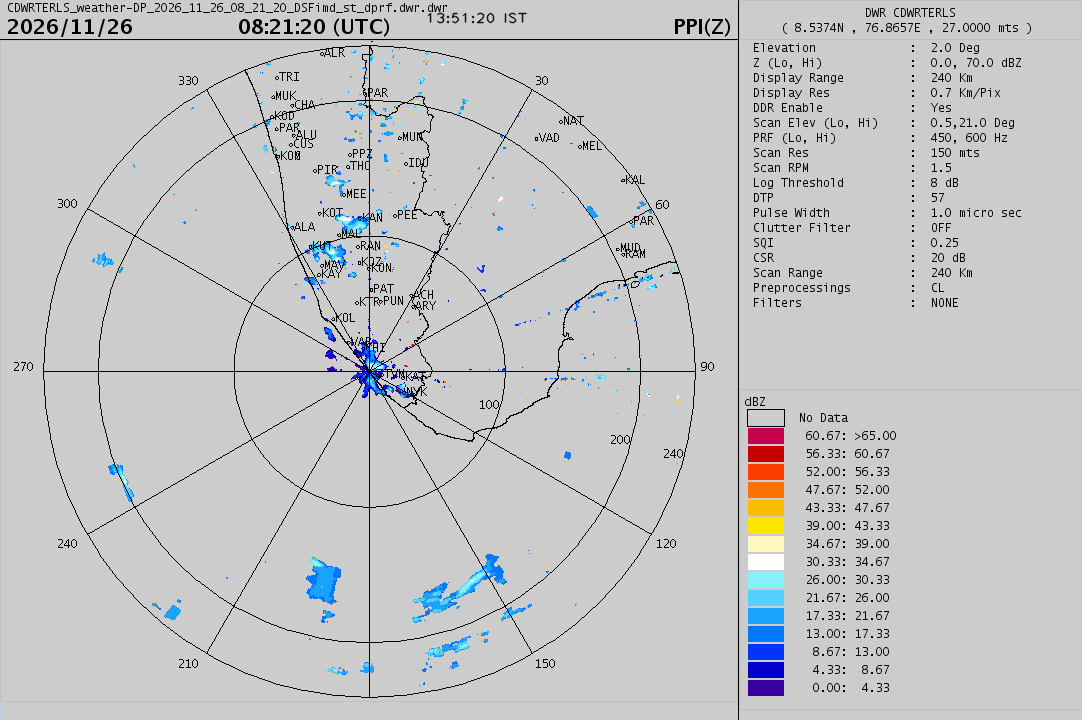 CDWRTERLS_weather-DP_2026_11_26_08_21_20_DSFimd_st_dprf.dwr.dwr
2026/11/26 08:21:20 (UTC) 13:51:20 IST PPI(Z)
DWR CDWRTERLS
( 8.5374N , 76.8657E , 27.0000 mts )
Elevation : 2.0 Deg
Z (Lo, Hi) : 0.0, 70.0 dBZ
Display Range : 240 Km
Display Res : 0.7 Km/Pix
DDR Enable : Yes
Scan Elev (Lo, Hi) : 0.5,21.0 Deg
PRF (Lo, Hi) : 450, 600 Hz
Scan Res : 150 mts
Scan RPM : 1.5
Log Threshold : 8 dB
DTP : 57
Pulse Width : 1.0 micro sec
Clutter Filter : OFF
SQI : 0.25
CSR : 20 dB
Scan Range : 240 Km
Preprocessings : CL
Filters : NONE
dBZ
No Data
60.67: >65.00
56.33: 60.67
52.00: 56.33
47.67: 52.00
43.33: 47.67
39.00: 43.33
34.67: 39.00
30.33: 34.67
26.00: 30.33
21.67: 26.00
17.33: 21.67
13.00: 17.33
8.67: 13.00
4.33: 8.67
0.00: 4.33
ALR
TRI
330
30
PAR
MUK
CHA
KOD
NAT
PAR
ALU
MUN
VAD
CUS
MEL
KOM
PPZ
THO
IDU
PIR
KAL
MEE
300
60
KOT
KAN
PEE
PAR
ALA
MAL
KUT
RAN
MUD
RAM
MAV
KOZ
KON
KAY
PAT
ACH
KTR
PUN
ARY
KOL
VAR
270
90
TVM
KAT
NYK
100
200
240
240
120
210
150